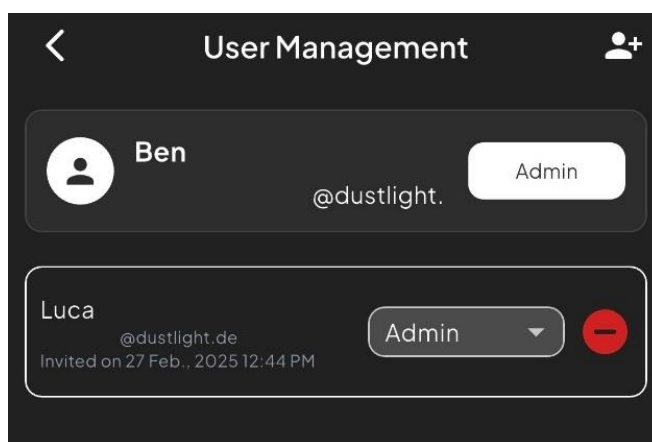 User Management
Ben
@dustlight.
Admin
Luca
@dustlight.de
Invited on 27 Feb., 2025 12:44 PM
Admin